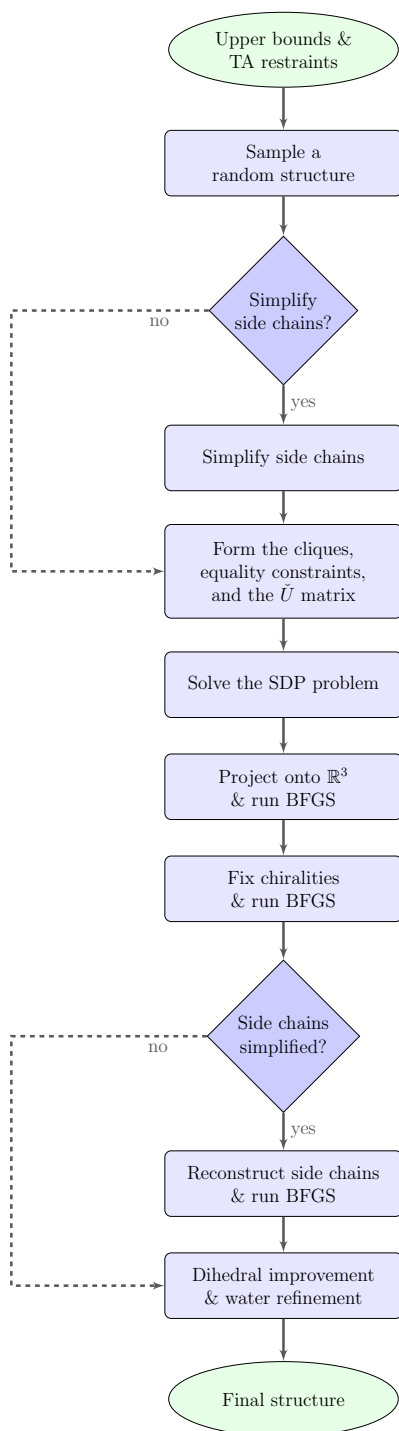 Upper bounds &
TA restraints
Sample a
random structure
Simplify
side chains?
no
yes
Simplify side chains
Form the cliques,
equality constraints,
and the Ǔ matrix
Solve the SDP problem
Project onto ℝ³
& run BFGS
Fix chiralities
& run BFGS
Side chains
simplified?
no
yes
Reconstruct side chains
& run BFGS
Dihedral improvement
& water refinement
Final structure